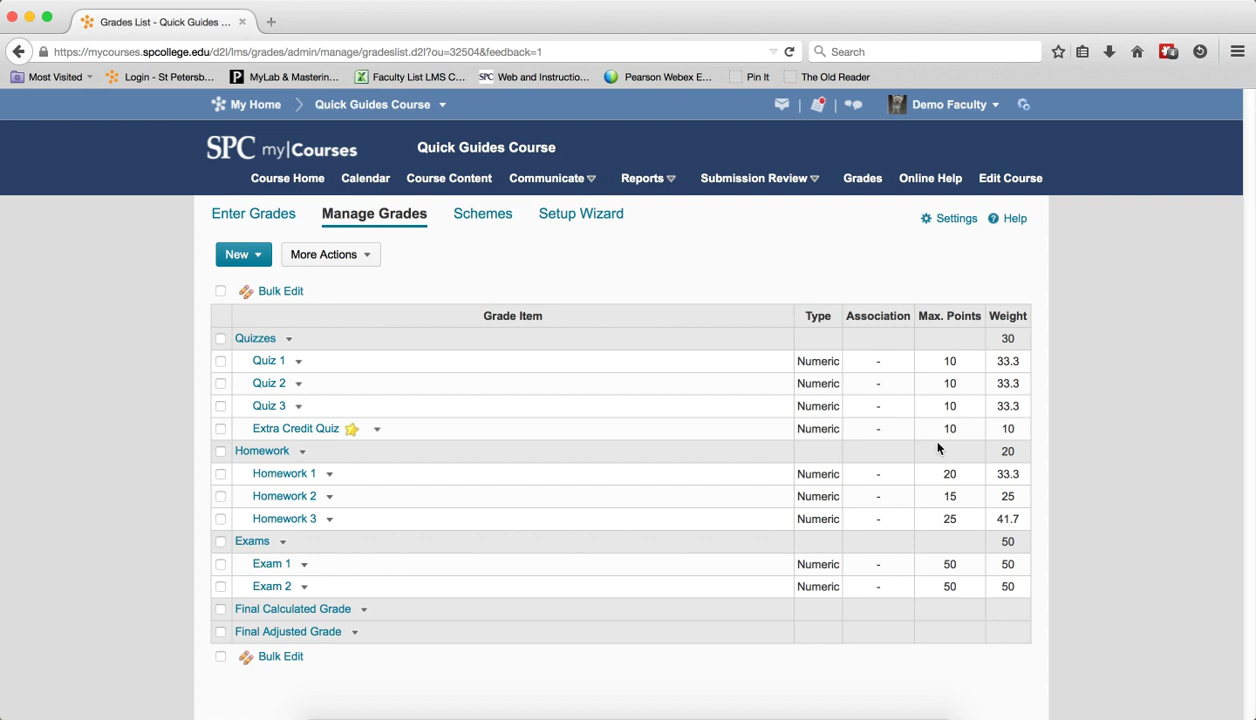 Grades List - Quick Guides ...
https://mycourses.spcollege.edu/d2l/lms/grades/admin/manage/gradeslist.d2l?ou=32504&feedback=1
Search
Most Visited Login - St Petersb... P MyLab & Masterin... Faculty List LMS C... SPC Web and Instructio... Pearson Webex E... Pin It The Old Reader
My Home Quick Guides Course Demo Faculty
SPC my|Courses Quick Guides Course
Course Home Calendar Course Content Communicate Reports Submission Review Grades Online Help Edit Course
Enter Grades Manage Grades Schemes Setup Wizard Settings Help
New More Actions
Bulk Edit
Grade Item Type Association Max. Points Weight
Quizzes 30
Quiz 1 Numeric - 10 33.3
Quiz 2 Numeric - 10 33.3
Quiz 3 Numeric - 10 33.3
Extra Credit Quiz Numeric - 10 10
Homework 20
Homework 1 Numeric - 20 33.3
Homework 2 Numeric - 15 25
Homework 3 Numeric - 25 41.7
Exams 50
Exam 1 Numeric - 50 50
Exam 2 Numeric - 50 50
Final Calculated Grade
Final Adjusted Grade
Bulk Edit